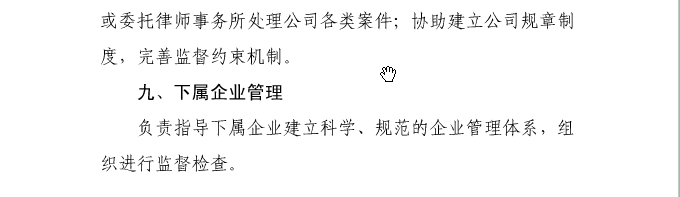 或委托律师事务所处理公司各类案件；协助建立公司规章制
度，完善监督约束机制。
九、下属企业管理
负责指导下属企业建立科学、规范的企业管理体系，组
织进行监督检查。